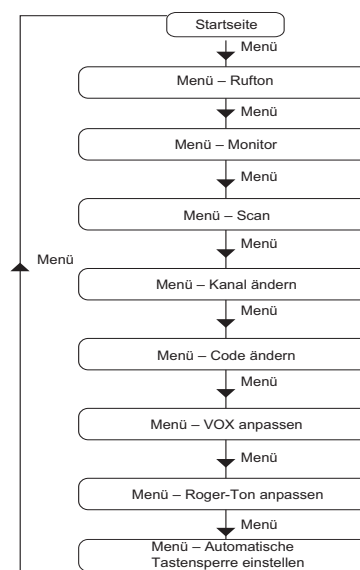 Startseite
Menü
Menü – Rufton
Menü
Menü – Monitor
Menü
Menü – Scan
Menü
Menü
Menü – Kanal ändern
Menü
Menü – Code ändern
Menü
Menü – VOX anpassen
Menü
Menü – Roger-Ton anpassen
Menü
Menü – Automatische
Tastensperre einstellen